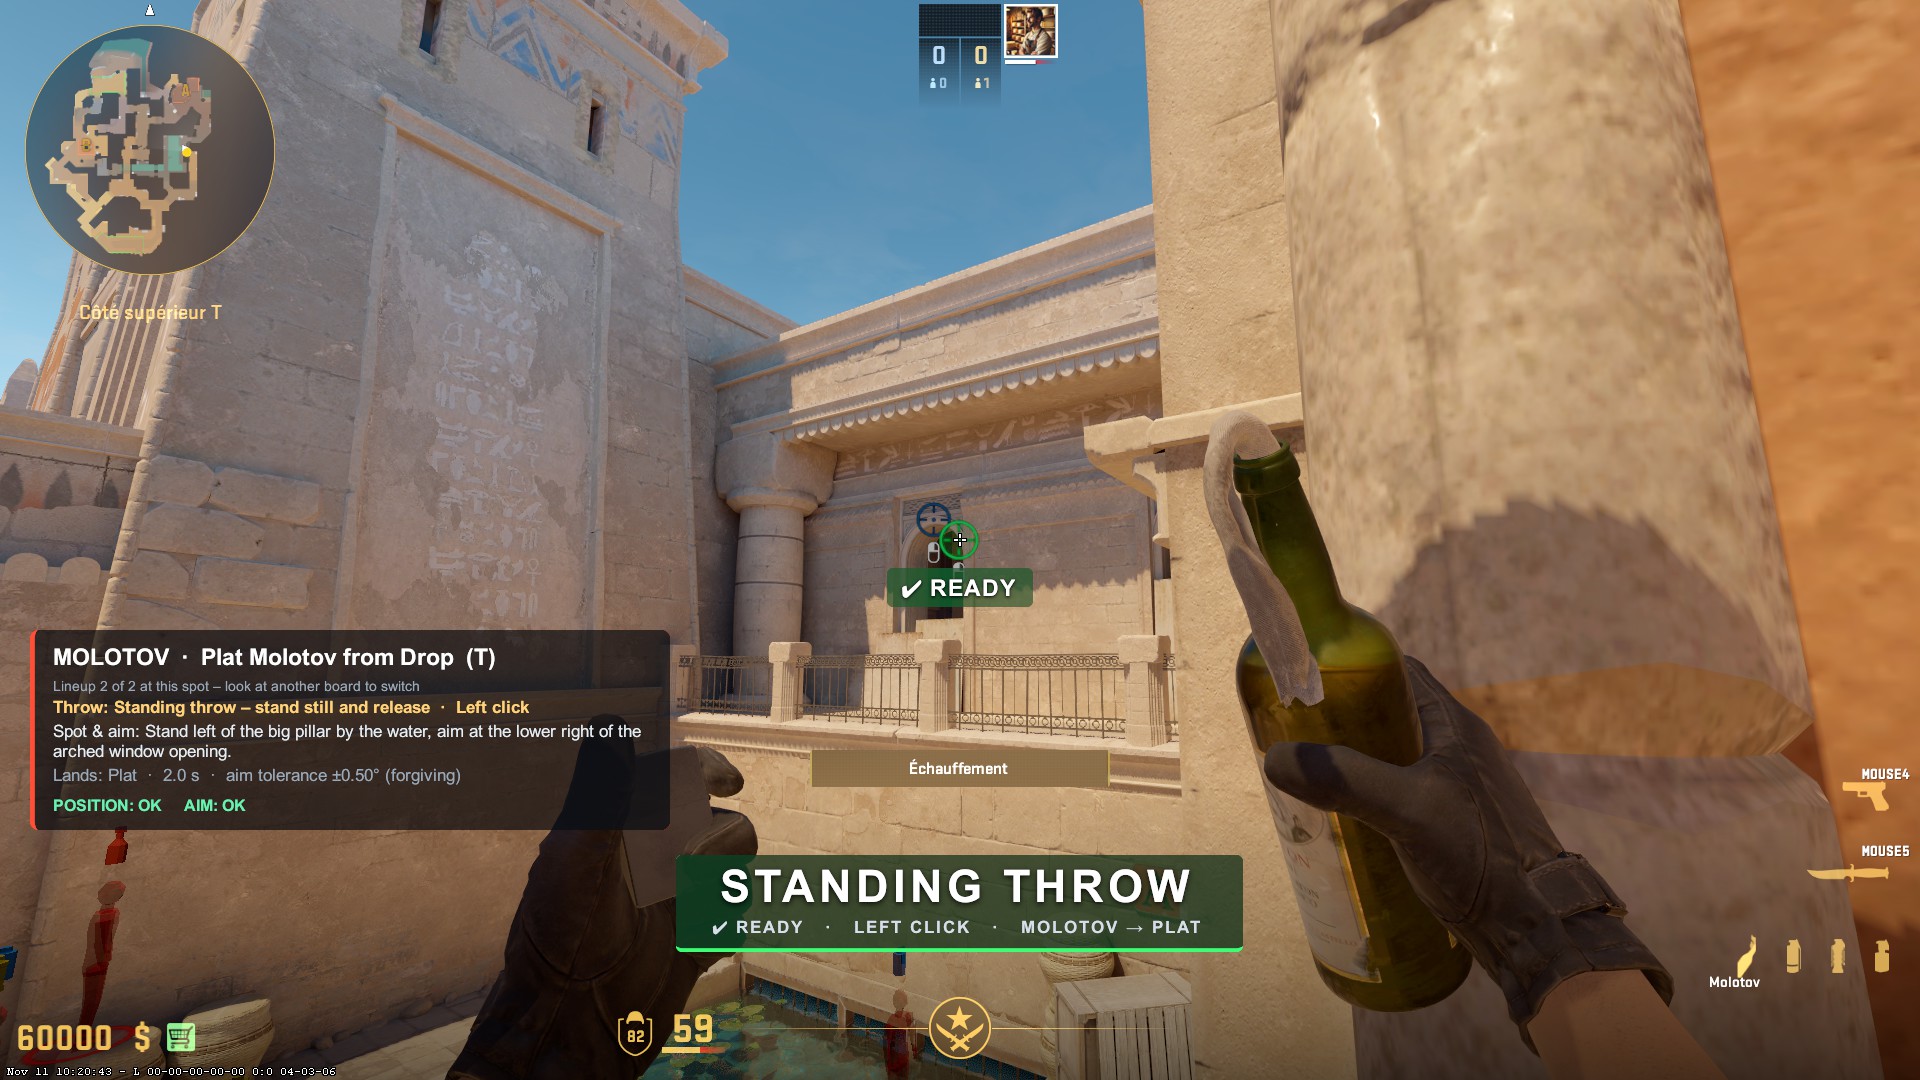 0 0
0 1
A
B
Côté supérieur T
✔ READY
MOLOTOV · Plat Molotov from Drop (T)
Lineup 2 of 2 at this spot – look at another board to switch
Throw: Standing throw – stand still and release · Left click
Spot & aim: Stand left of the big pillar by the water, aim at the lower right of the
arched window opening.
Lands: Plat · 2.0 s · aim tolerance ±0.50° (forgiving)
POSITION: OK AIM: OK
Échauffement
STANDING THROW
✔ READY · LEFT CLICK · MOLOTOV → PLAT
MOUSE4
MOUSE5
Molotov
60000 $
82 59
Nov 11 10:20:43 - L 00-00-00-00-00 0:0 04-03-06